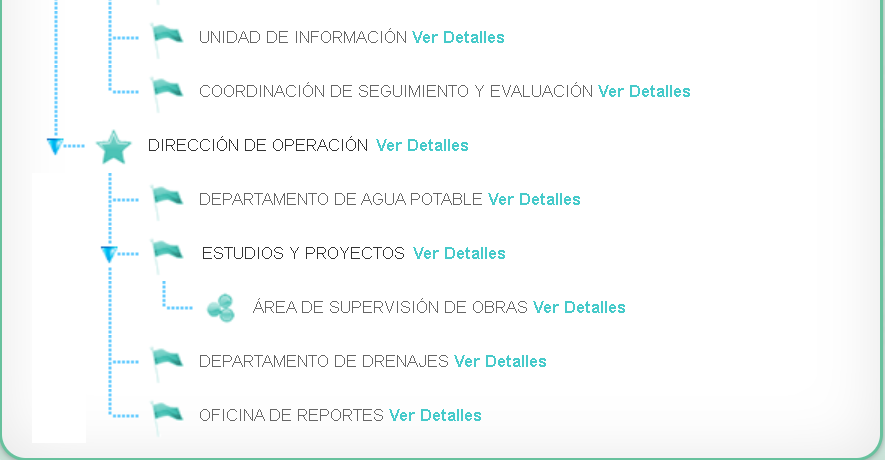 UNIDAD DE INFORMACIÓN Ver Detalles
COORDINACIÓN DE SEGUIMIENTO Y EVALUACIÓN Ver Detalles
DIRECCIÓN DE OPERACIÓN Ver Detalles
DEPARTAMENTO DE AGUA POTABLE Ver Detalles
ESTUDIOS Y PROYECTOS Ver Detalles
ÁREA DE SUPERVISIÓN DE OBRAS Ver Detalles
DEPARTAMENTO DE DRENAJES Ver Detalles
OFICINA DE REPORTES Ver Detalles